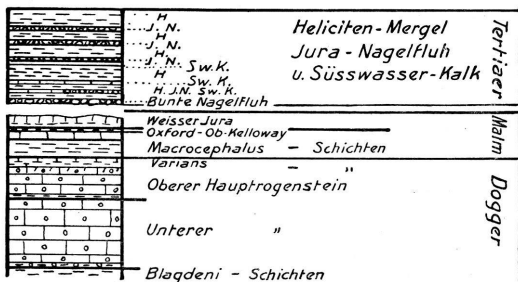 H
J. N.
H
J. N.
H
J. N. Sw. K.
H
Sw. K.
H. J.N. Sw. K.
Bunte Nagelfluh
Heliciten-Mergel
Jura-Nagelfluh
u. Süsswasser-Kalk
Tertiaer
Weisser Jura
Oxford-Ob-Kelloway
Macrocephalus - Schichten
Malm
Varians - "
Oberer Hauptrogenstein
Unterer "
Blagdeni - Schichten
Dogger